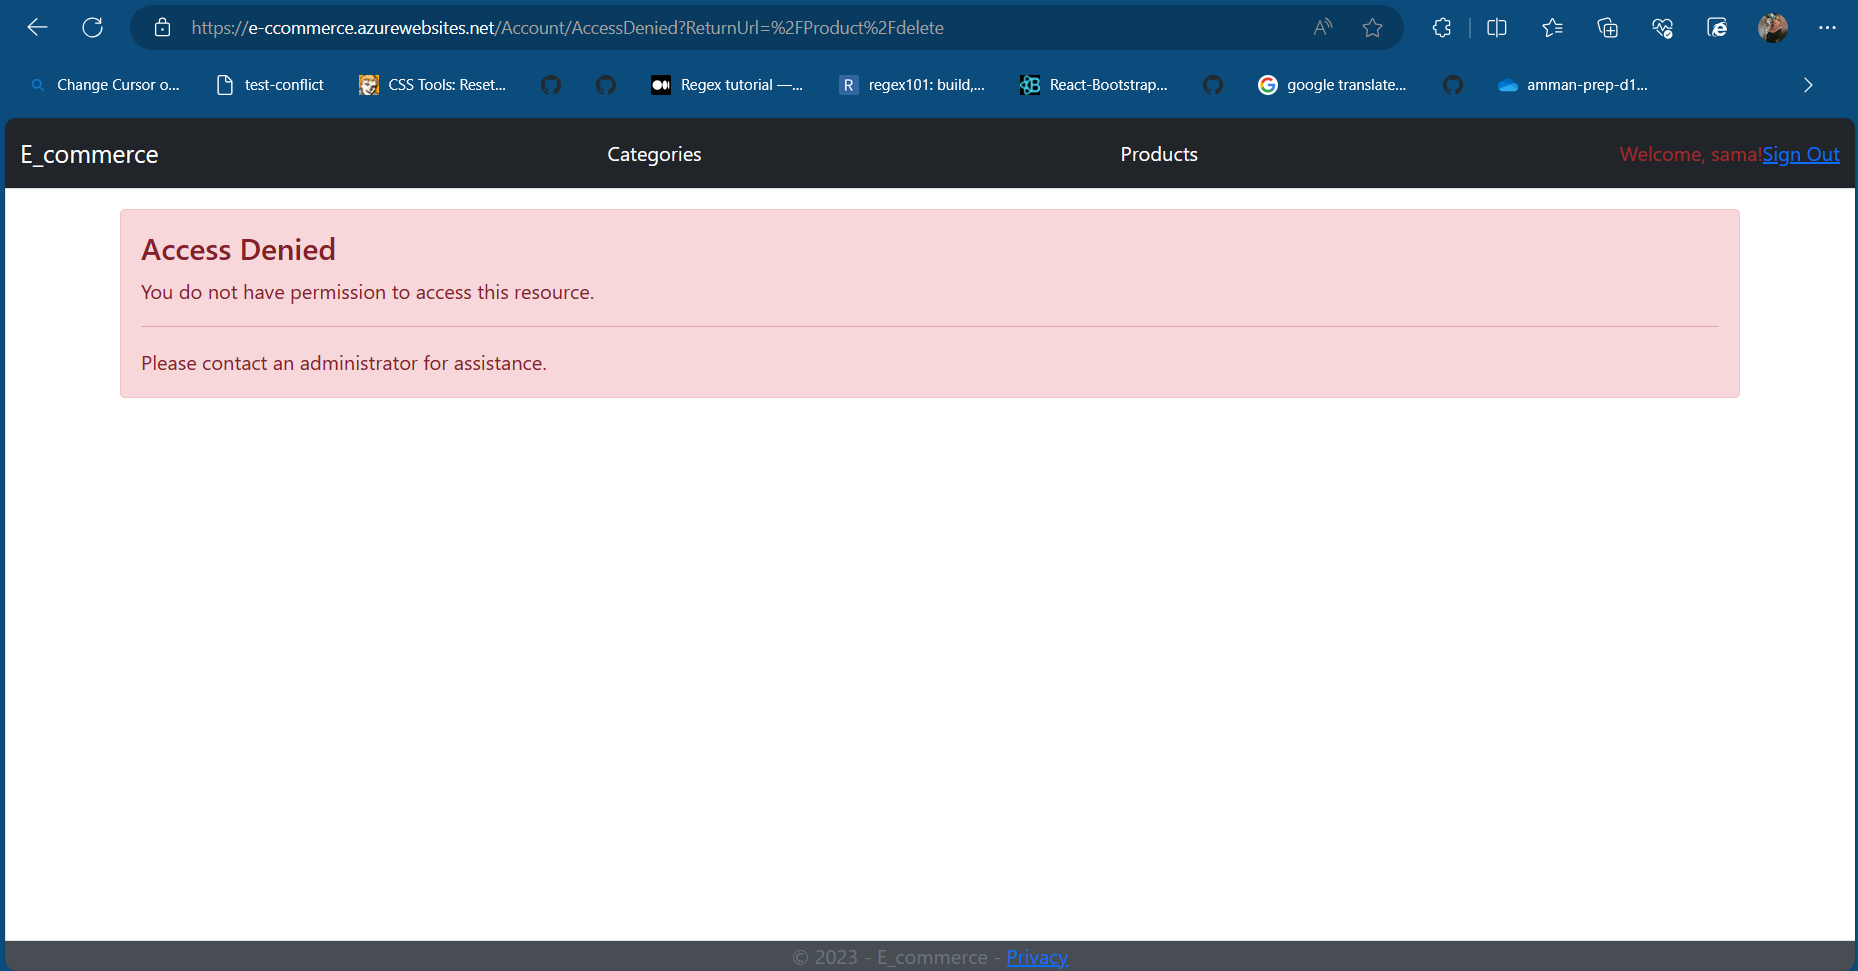 https://e-ccommerce.azurewebsites.net/Account/AccessDenied?ReturnUrl=%2FProduct%2Fdelete
Change Cursor o... test-conflict CSS Tools: Reset... Regex tutorial —... R regex101: build,... React-Bootstrap... google translate... amman-prep-d1...
E_commerce Categories Products Welcome, sama!Sign Out
Access Denied
You do not have permission to access this resource.
Please contact an administrator for assistance.
© 2023 - E_commerce - Privacy